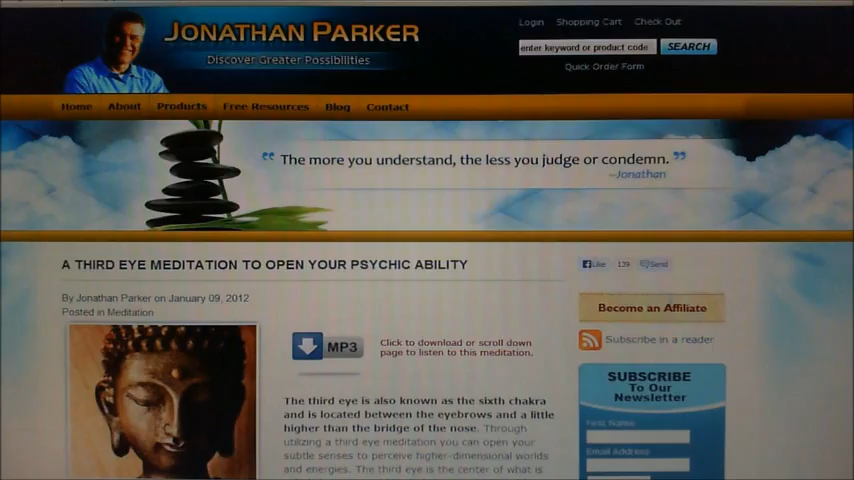 JONATHAN PARKER
Discover Greater Possibilities
Login Shopping Cart Check Out
enter keyword or product code SEARCH
Quick Order Form
Home About Products Free Resources Blog Contact
“ The more you understand, the less you judge or condemn. ”
--Jonathan
A THIRD EYE MEDITATION TO OPEN YOUR PSYCHIC ABILITY
By Jonathan Parker on January 09, 2012
Posted in Meditation
MP3
Click to download or scroll down
page to listen to this meditation.
The third eye is also known as the sixth chakra
and is located between the eyebrows and a little
higher than the bridge of the nose. Through
utilizing a third eye meditation you can open your
subtle senses to perceive higher-dimensional worlds
and energies. The third eye is the center of what is
Like 139 Send
Become an Affiliate
Subscribe in a reader
SUBSCRIBE
To Our
Newsletter
First Name
Email Address